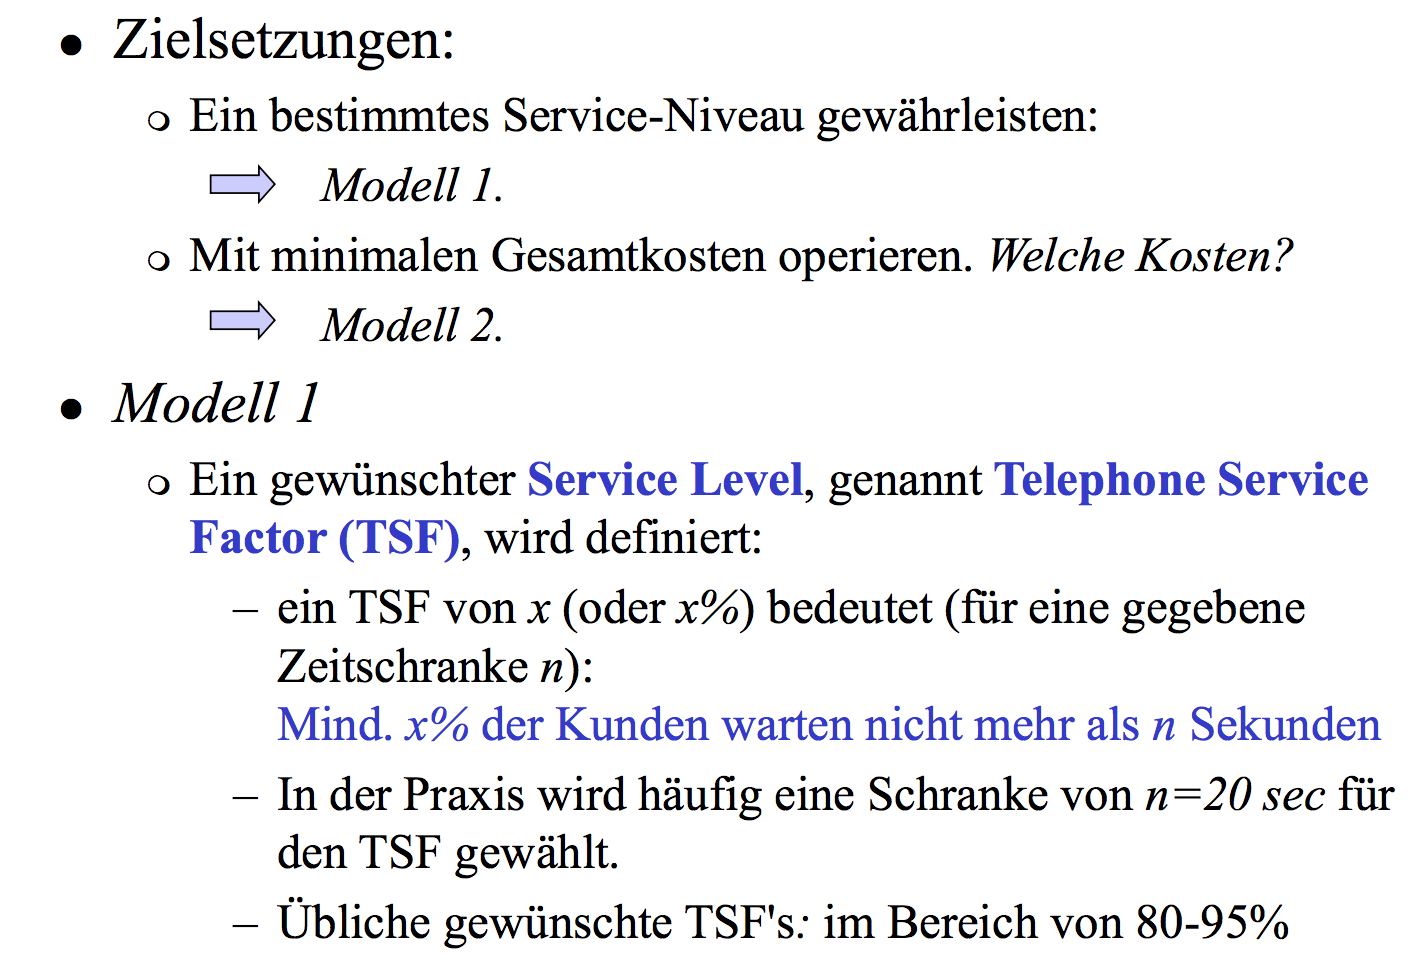 Zielsetzungen:
Ein bestimmtes Service-Niveau gewährleisten:
Modell 1.
Mit minimalen Gesamtkosten operieren. Welche Kosten?
Modell 2.
Modell 1
Ein gewünschter Service Level, genannt Telephone Service
Factor (TSF), wird definiert:
– ein TSF von x (oder x%) bedeutet (für eine gegebene
Zeitschranke n):
Mind. x% der Kunden warten nicht mehr als n Sekunden
– In der Praxis wird häufig eine Schranke von n=20 sec für
den TSF gewählt.
– Übliche gewünschte TSF's: im Bereich von 80-95%